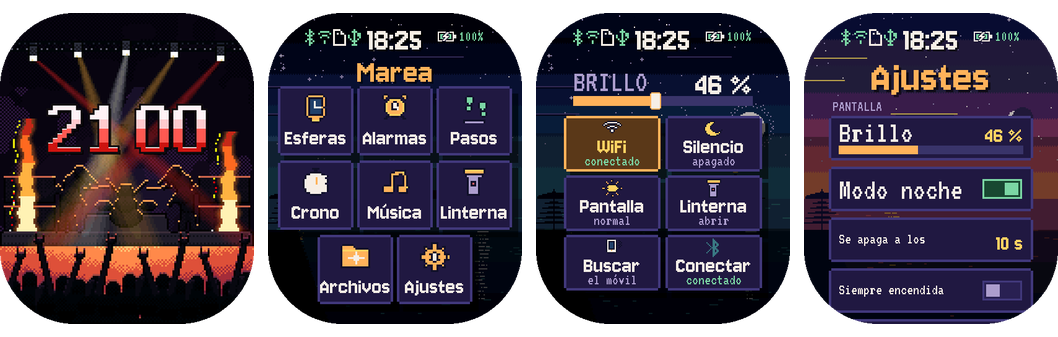 21:00
18:25 100%
Marea
Esferas Alarmas Pasos
Crono Música Linterna
Archivos Ajustes
18:25 100%
BRILLO 46 %
WiFi
conectado
Silencio
apagado
Pantalla
normal
Linterna
abrir
Buscar
el móvil
Conectar
conectado
18:25 100%
Ajustes
PANTALLA
Brillo 46 %
Modo noche
Se apaga a los 10 s
Siempre encendida